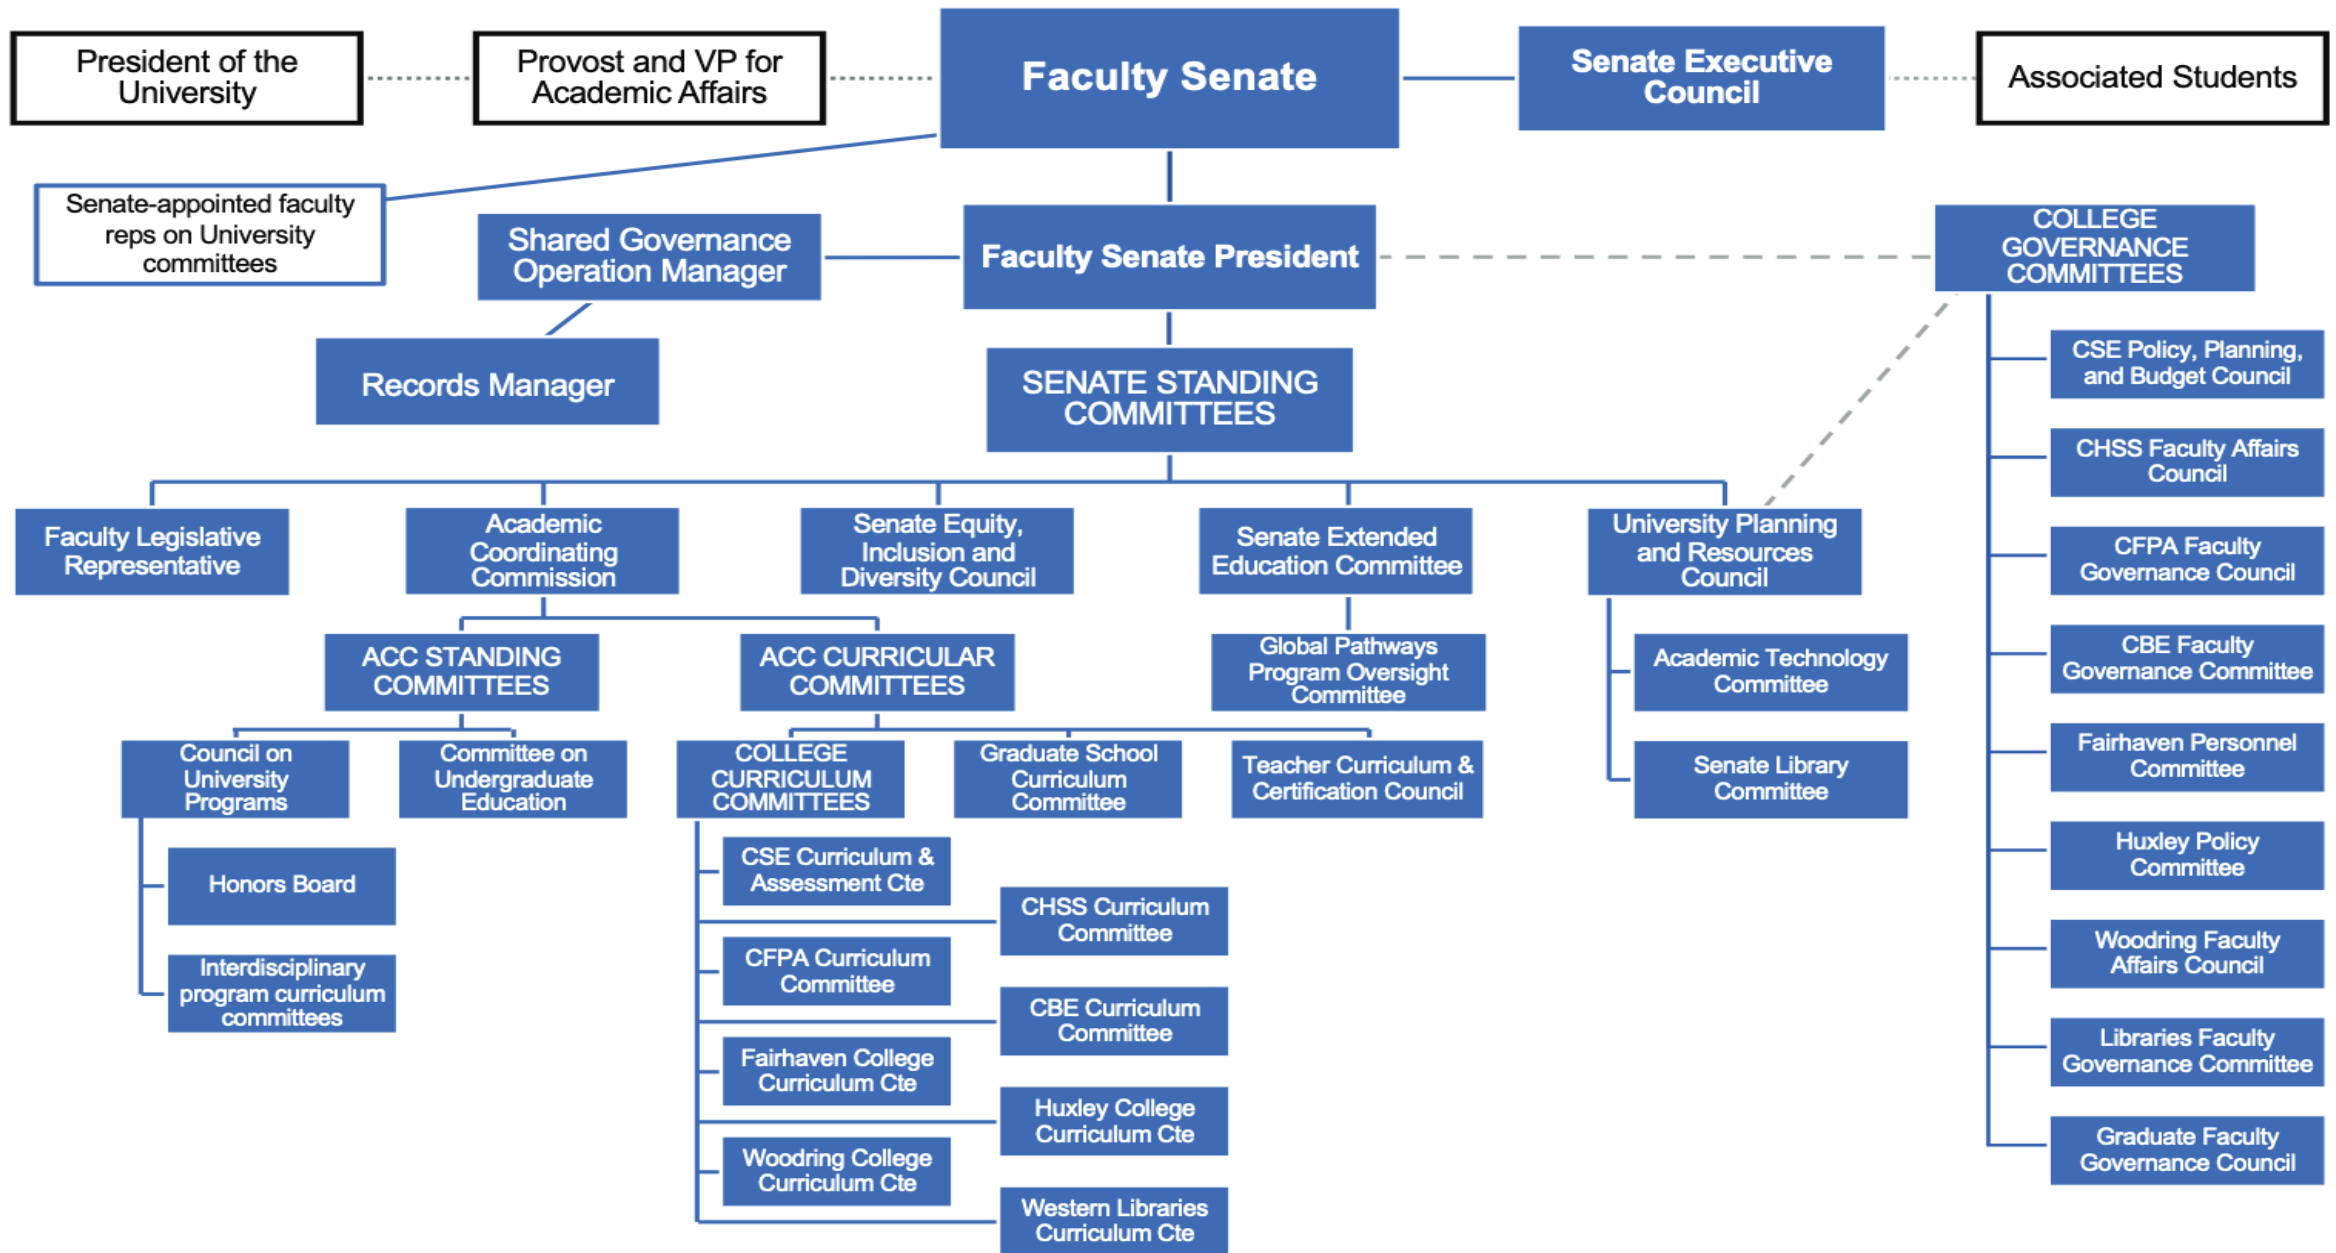 President of the
University
Provost and VP for
Academic Affairs
Faculty Senate
Senate Executive
Council
Associated Students
Senate-appointed faculty
reps on University
committees
Shared Governance
Operation Manager
Faculty Senate President
COLLEGE
GOVERNANCE
COMMITTEES
Records Manager
SENATE STANDING
COMMITTEES
Faculty Legislative
Representative
Academic
Coordinating
Commission
Senate Equity,
Inclusion and
Diversity Council
Senate Extended
Education Committee
University Planning
and Resources
Council
ACC STANDING
COMMITTEES
ACC CURRICULAR
COMMITTEES
Global Pathways
Program Oversight
Committee
Academic Technology
Committee
Senate Library
Committee
Council on
University
Programs
Committee on
Undergraduate
Education
COLLEGE
CURRICULUM
COMMITTEES
Graduate School
Curriculum
Committee
Teacher Curriculum &
Certification Council
Honors Board
Interdisciplinary
program curriculum
committees
CSE Curriculum &
Assessment Cte
CHSS Curriculum
Committee
CFPA Curriculum
Committee
CBE Curriculum
Committee
Fairhaven College
Curriculum Cte
Huxley College
Curriculum Cte
Woodring College
Curriculum Cte
Western Libraries
Curriculum Cte
CSE Policy, Planning,
and Budget Council
CHSS Faculty Affairs
Council
CFPA Faculty
Governance Council
CBE Faculty
Governance Committee
Fairhaven Personnel
Committee
Huxley Policy
Committee
Woodring Faculty
Affairs Council
Libraries Faculty
Governance Committee
Graduate Faculty
Governance Council